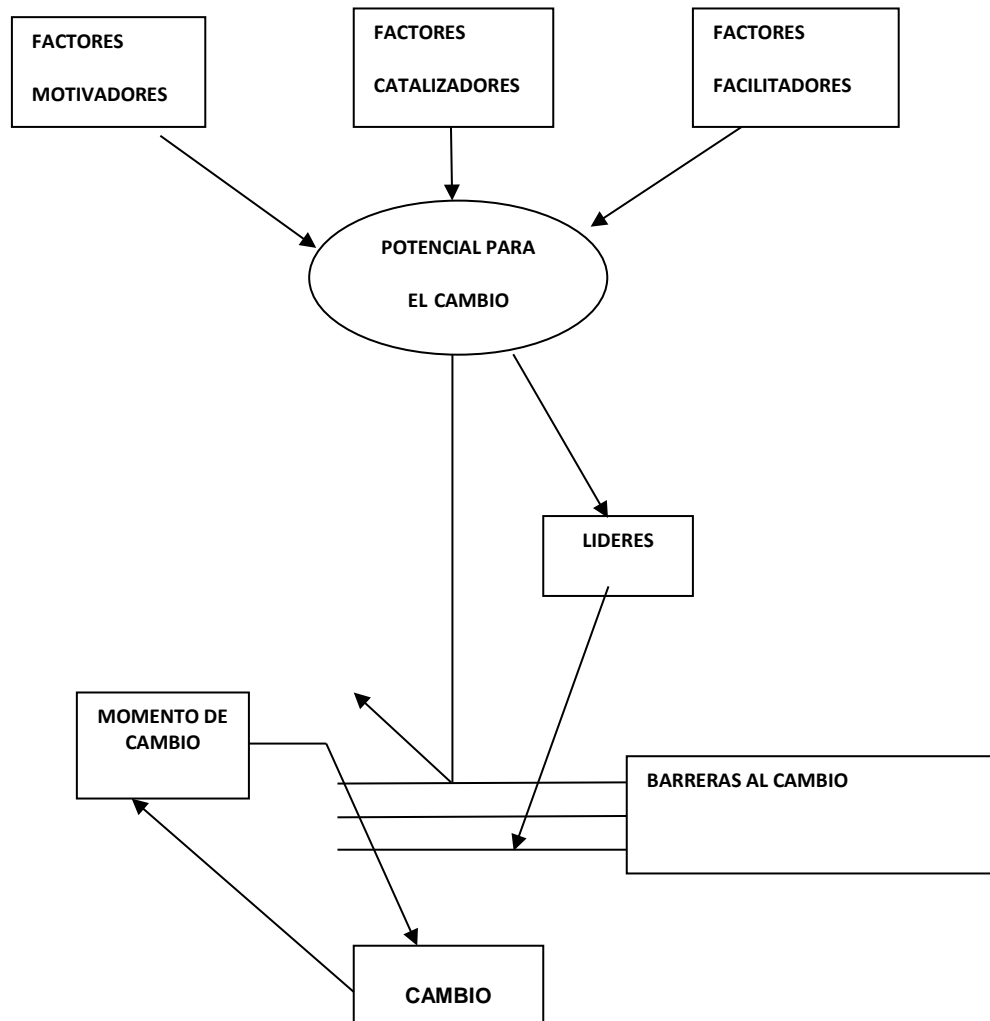 FACTORES
MOTIVADORES
FACTORES
CATALIZADORES
FACTORES
FACILITADORES
POTENCIAL PARA
EL CAMBIO
LIDERES
MOMENTO DE
CAMBIO
BARRERAS AL CAMBIO
CAMBIO